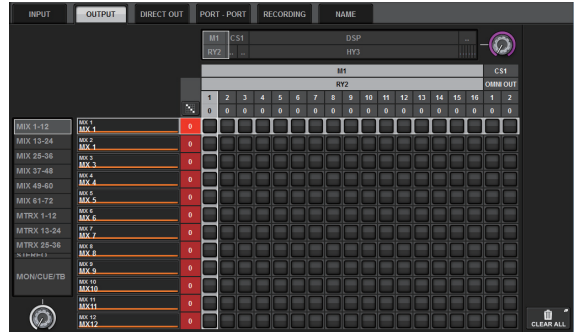 INPUT OUTPUT DIRECT OUT PORT - PORT RECORDING NAME
M1 CS1 DSP ...
RY2 ... ... HY3
M1 CS1
RY2 OMNI OUT
1 2 3 4 5 6 7 8 9 10 11 12 13 14 15 16 1 2
0 0 0 0 0 0 0 0 0 0 0 0 0 0 0 0 0 0
MIX 1-12
MIX 13-24
MIX 25-36
MIX 37-48
MIX 49-60
MIX 61-72
MTRX 1-12
MTRX 13-24
MTRX 25-36
STEREO
MON/CUE/TB
MX 1
MX 1 0
MX 2
MX 1 0
MX 3
MX 3 0
MX 4
MX 4 0
MX 5
MX 5 0
MX 6
MX 6 0
MX 7
MX 7 0
MX 8
MX 8 0
MX 9
MX 9 0
MX 10
MX10 0
MX 11
MX11 0
MX 12
MX12 0
CLEAR ALL